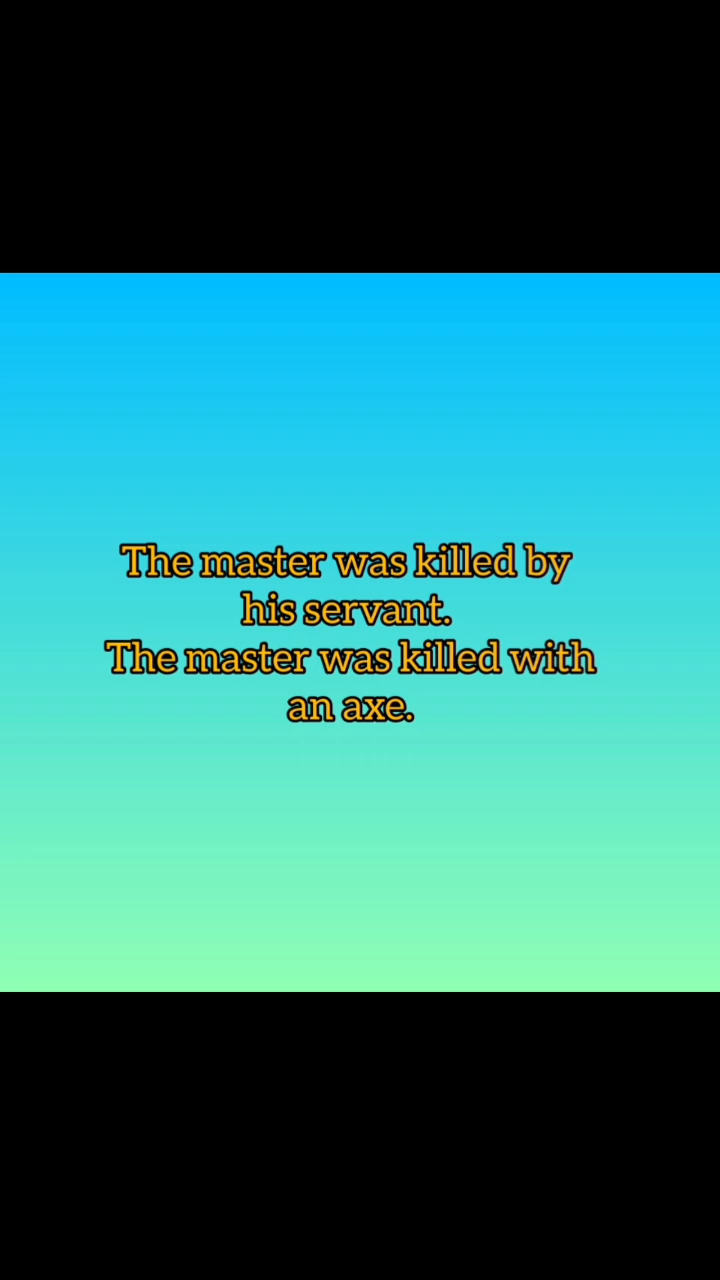 The master was killed by
his servant.
The master was killed with
an axe.